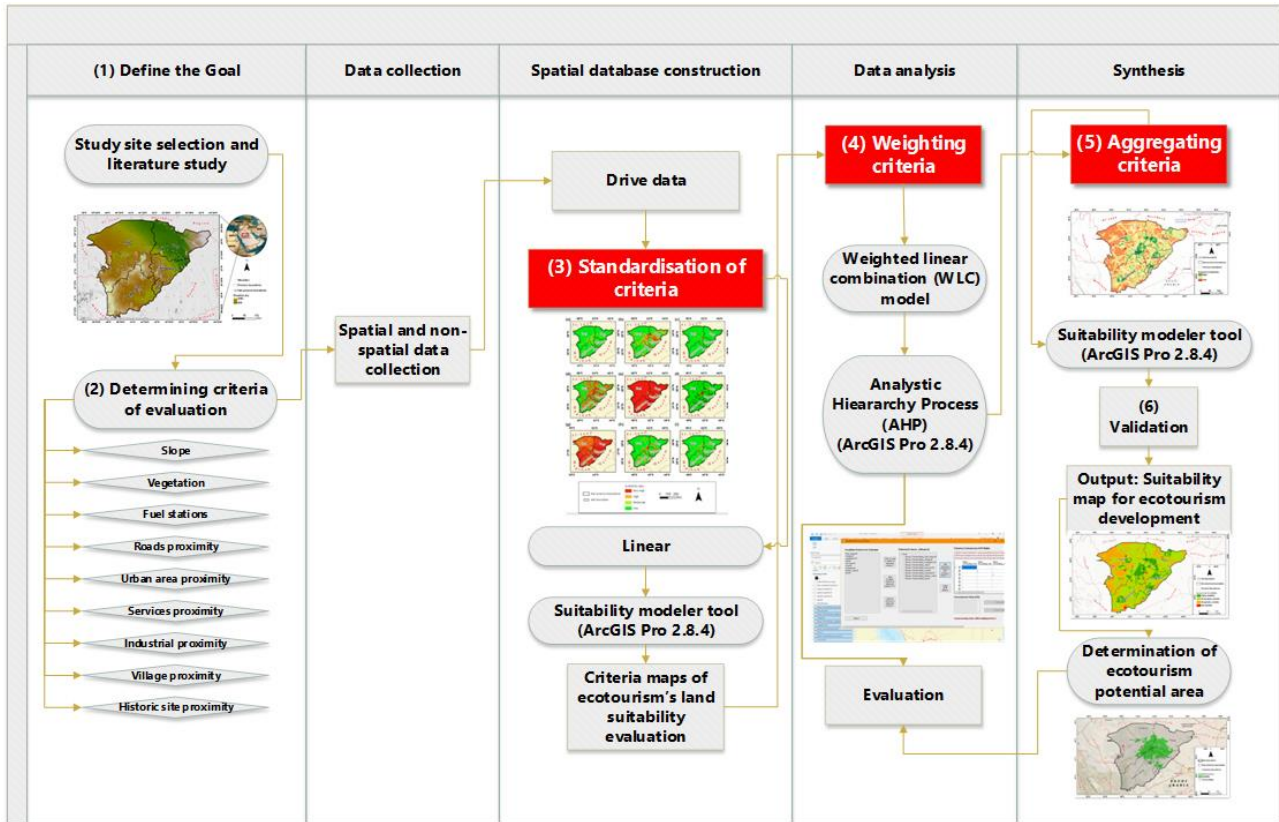 (1) Define the Goal
Data collection
Spatial database construction
Data analysis
Synthesis
Study site selection and
literature study
(2) Determining criteria
of evaluation
Slope
Vegetation
Fuel stations
Roads proximity
Urban area proximity
Services proximity
Industrial proximity
Village proximity
Historic site proximity
Spatial and non-
spatial data
collection
Drive data
(3) Standardisation of
criteria
Linear
Suitability modeler tool
(ArcGIS Pro 2.8.4)
Criteria maps of
ecotourism's land
suitability
evaluation
(4) Weighting
criteria
Weighted linear
combination (WLC)
model
Analystic
Hieararchy Process
(AHP)
(ArcGIS Pro 2.8.4)
Evaluation
(5) Aggregating
criteria
Suitability modeler tool
(ArcGIS Pro 2.8.4)
(6)
Validation
Output: Suitability
map for ecotourism
development
Determination of
ecotourism
potential area